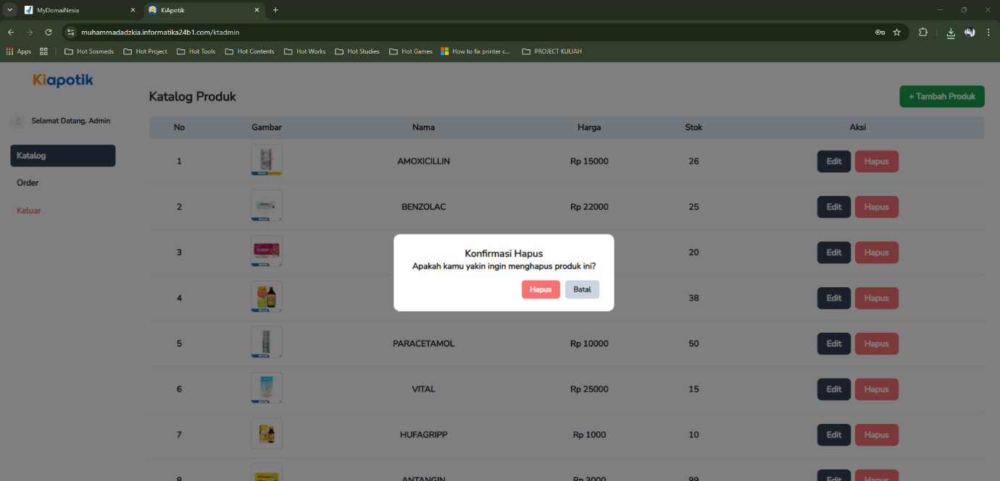 MyDomaiNesia
KiApotik
muhammadadzkia.informatika24b1.com/ktadmin
Apps
Hot Sosmeds
Hot Project
Hot Tools
Hot Contents
Hot Works
Hot Studies
Hot Games
How to fix printer c...
PROJECT KULIAH
Kiapotik
Selamat Datang, Admin
Katalog
Order
Keluar
Katalog Produk
+ Tambah Produk
No Gambar Nama Harga Stok Aksi
1 AMOXICILLIN Rp 15000 26 Edit Hapus
2 BENZOLAC Rp 22000 25 Edit Hapus
3 20 Edit Hapus
Konfirmasi Hapus
Apakah kamu yakin ingin menghapus produk ini?
Hapus Batal
4 38 Edit Hapus
5 PARACETAMOL Rp 10000 50 Edit Hapus
6 VITAL Rp 25000 15 Edit Hapus
7 HUFAGRIPP Rp 1000 10 Edit Hapus
8 ANTANGIN Rp 3000 99 Edit Hapus